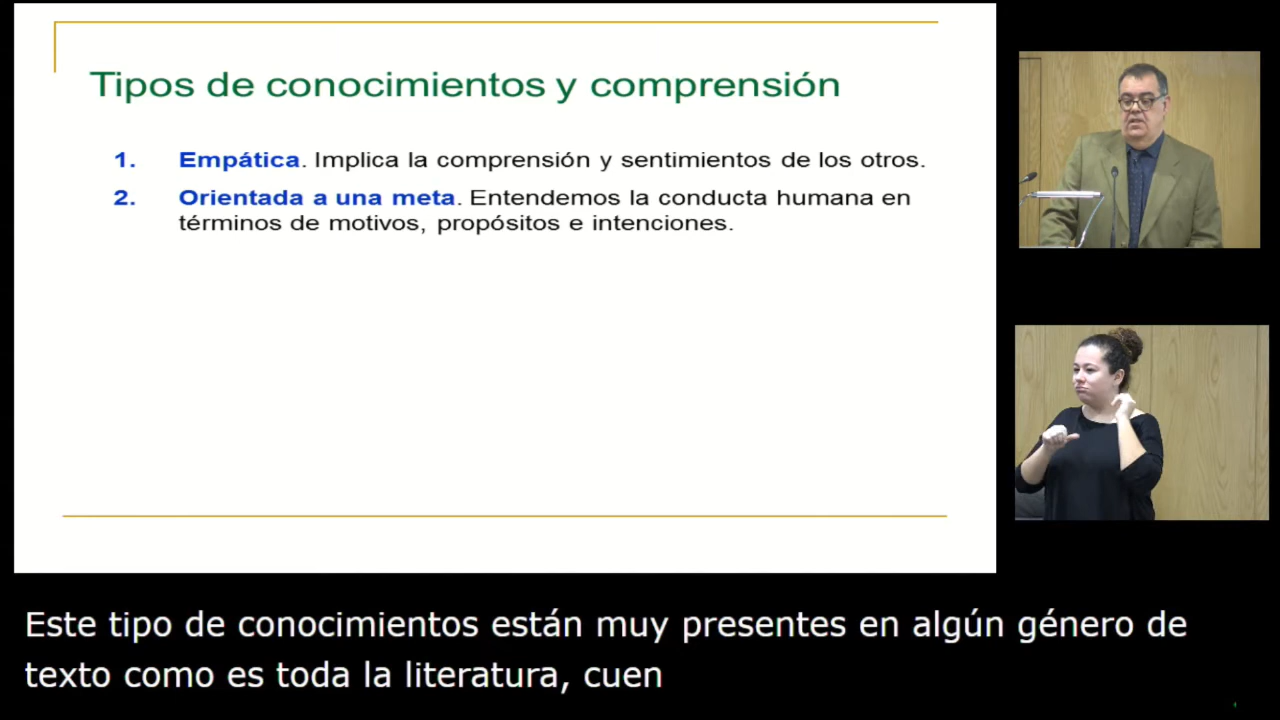 Tipos de conocimientos y comprensión
1. Empática. Implica la comprensión y sentimientos de los otros.
2. Orientada a una meta. Entendemos la conducta humana en
términos de motivos, propósitos e intenciones.
Este tipo de conocimientos están muy presentes en algún género de
texto como es toda la literatura, cuen